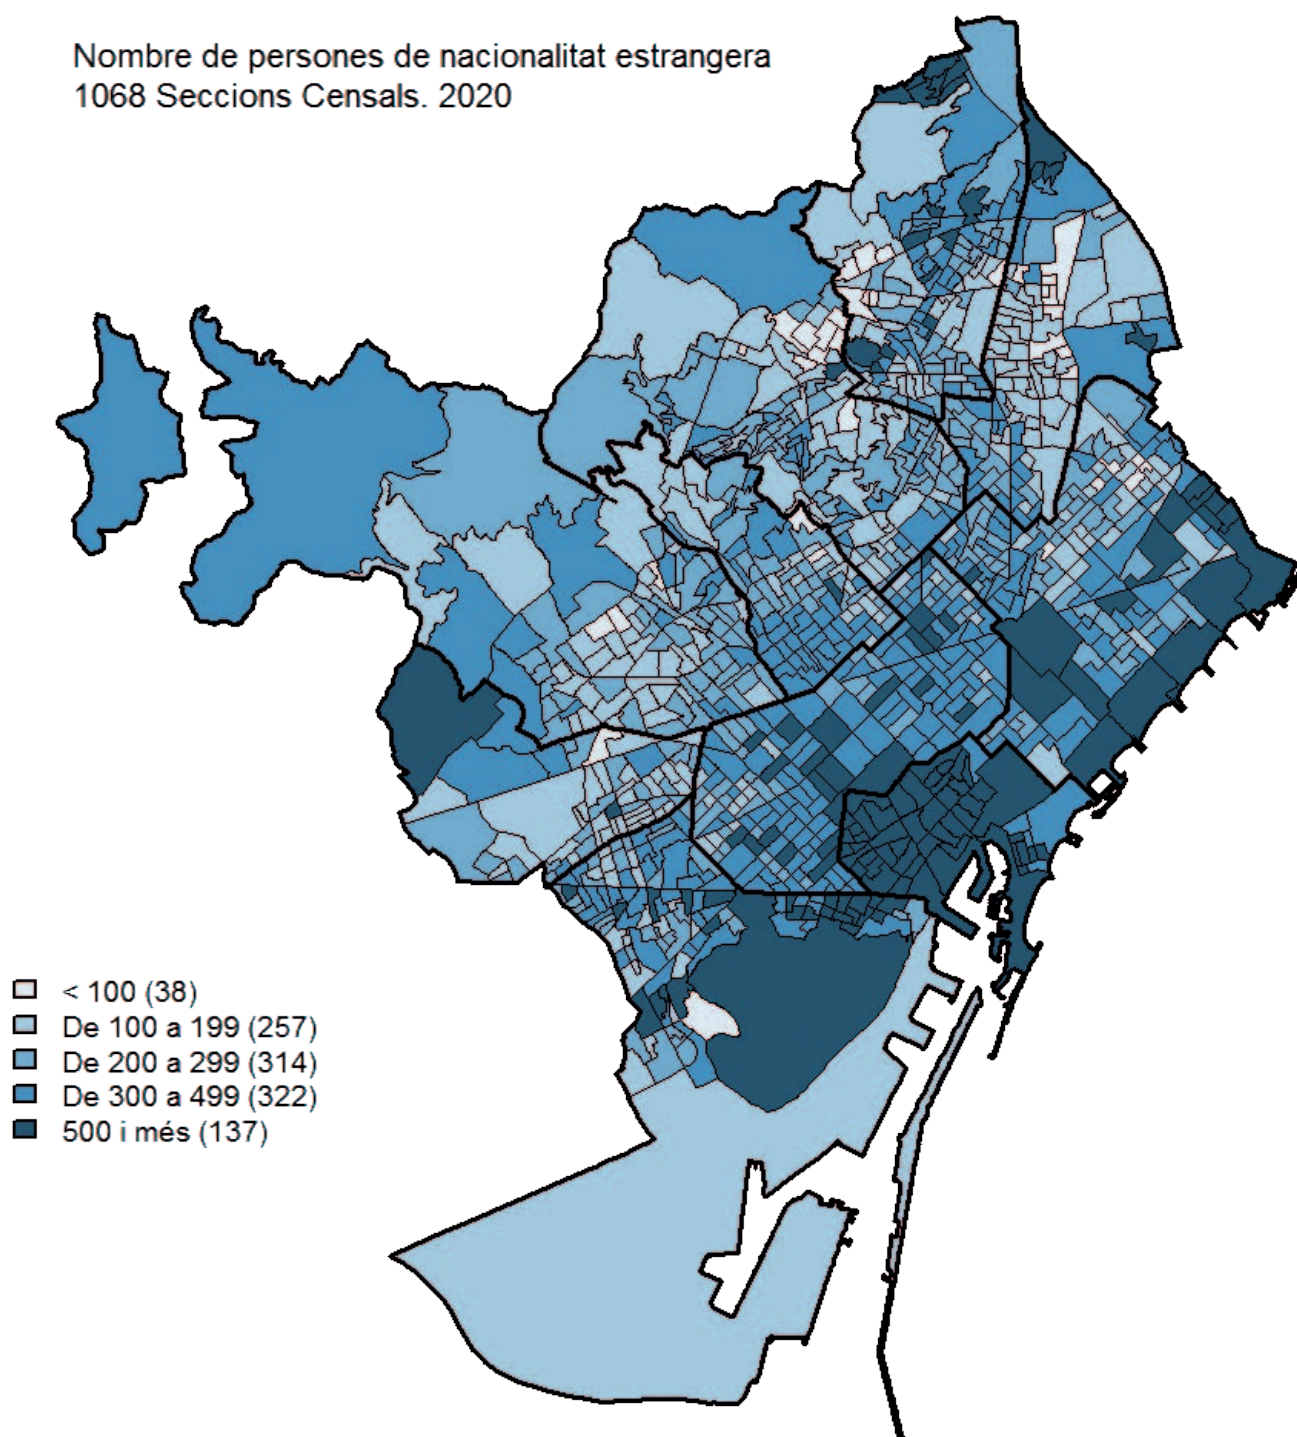 Nombre de persones de nacionalitat estrangera
1068 Seccions Censals. 2020
< 100 (38)
De 100 a 199 (257)
De 200 a 299 (314)
De 300 a 499 (322)
500 i més (137)